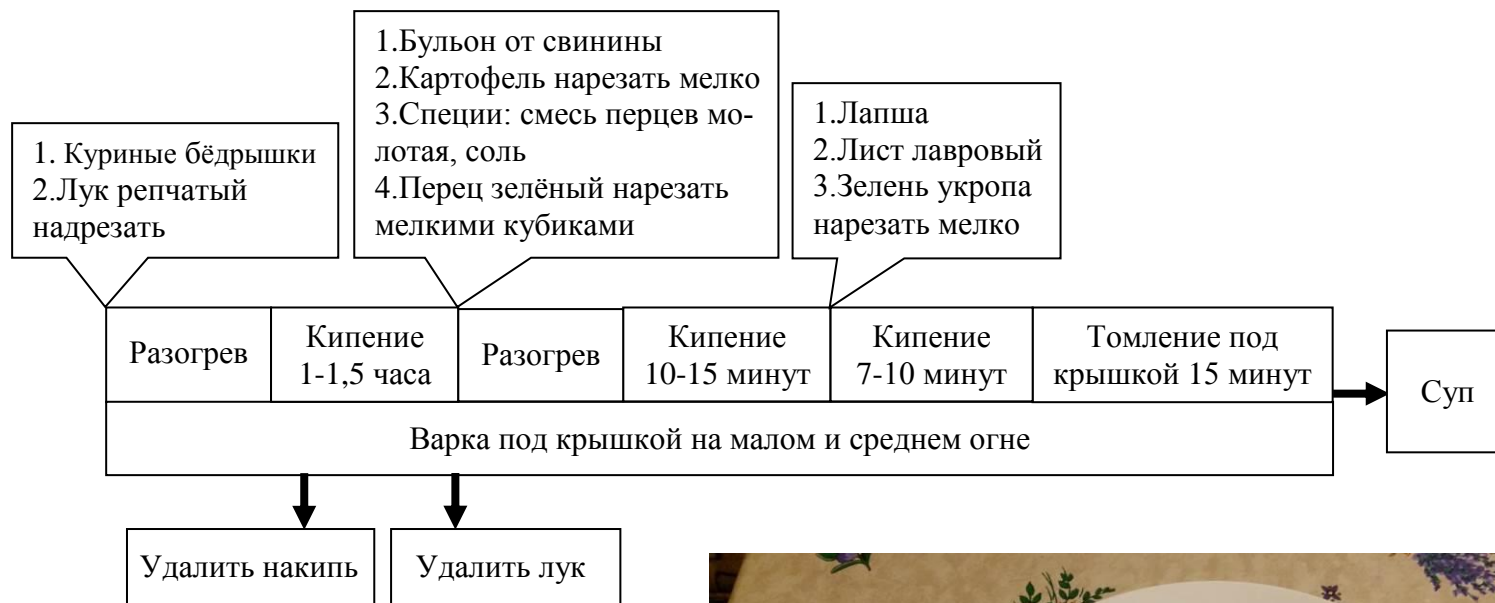 1.Бульон от свинины
2.Картофель нарезать мелко
3.Специи: смесь перцев мо-
лотая, соль
4.Перец зелёный нарезать
мелкими кубиками
1.Лапша
2.Лист лавровый
3.Зелень укропа
нарезать мелко
1. Куриные бёдрышки
2.Лук репчатый
надрезать
Разогрев
Кипение
1-1,5 часа
Разогрев
Кипение
10-15 минут
Кипение
7-10 минут
Томление под
крышкой 15 минут
Суп
Варка под крышкой на малом и среднем огне
Удалить накипь
Удалить лук